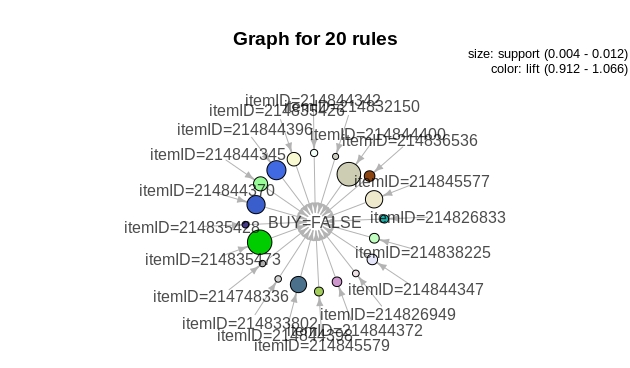 Graph for 20 rules
size: support (0.004 - 0.012)
color: lift (0.912 - 1.066)
itemID=214844342
itemID=214835426
itemID=214832150
itemID=214844396
itemID=214844400
itemID=214836536
itemID=214844345
itemID=214845577
itemID=214844370
itemID=214826833
BUY=FALSE
itemID=214835428
itemID=214838225
itemID=214835473
itemID=214844347
itemID=214748336
itemID=214826949
itemID=214833802
itemID=214844372
itemID=214844398
itemID=214845579